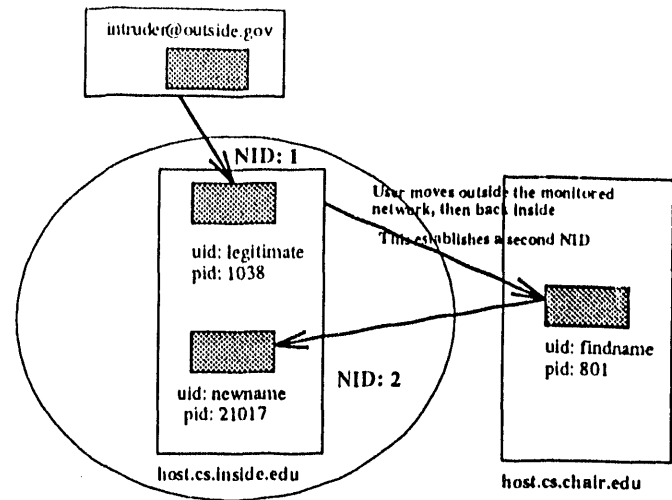 intruder@outside.gov
NID: 1
User moves outside the monitored
network, then back inside
This establishes a second NID
uid: legitimate
pid: 1038
uid: findname
pid: 801
uid: newname
pid: 21017
NID: 2
host.cs.inside.edu
host.cs.chair.edu